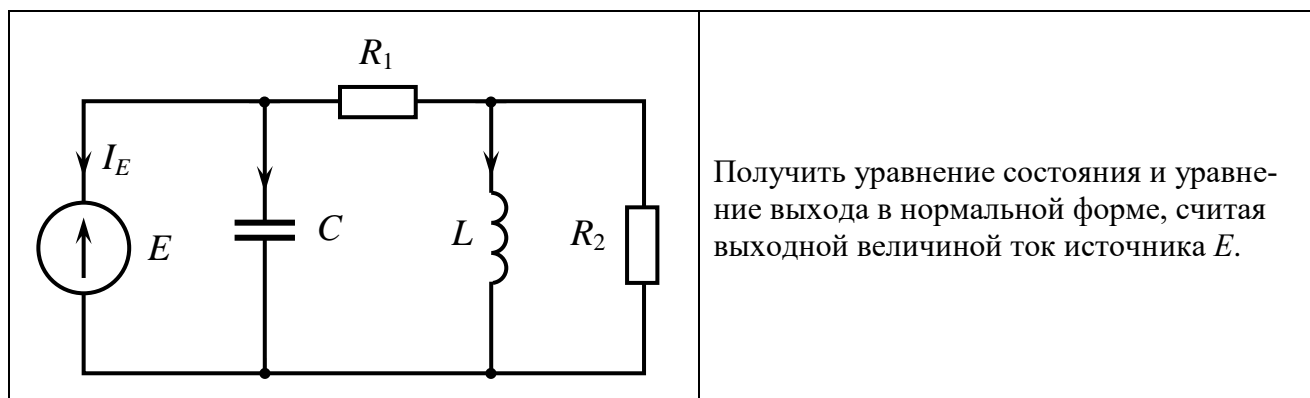 R1
I_E
E
C
L
R2
Получить уравнение состояния и уравне-
ние выхода в нормальной форме, считая
выходной величиной ток источника E.